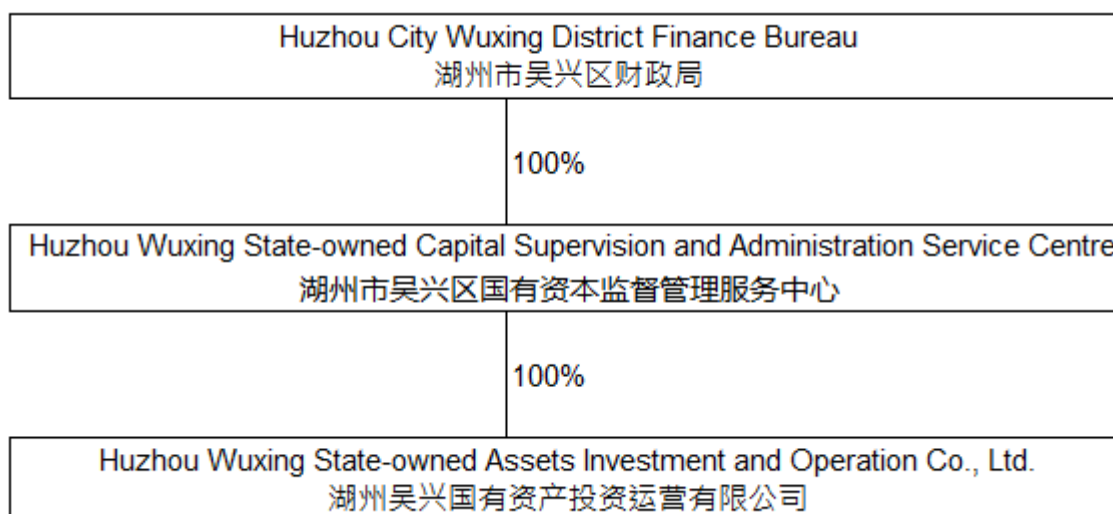 Huzhou City Wuxing District Finance Bureau
湖州市吴兴区财政局
100%
Huzhou Wuxing State-owned Capital Supervision and Administration Service Centre
湖州市吴兴区国有资本监督管理服务中心
100%
Huzhou Wuxing State-owned Assets Investment and Operation Co., Ltd.
湖州吴兴国有资产投资运营有限公司